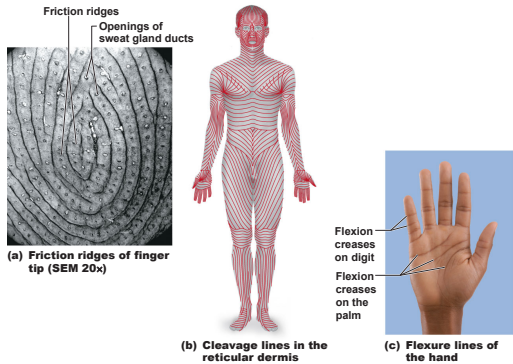 Friction ridges
Openings of
sweat gland ducts
(a) Friction ridges of finger
tip (SEM 20x)
(b) Cleavage lines in the
reticular dermis
Flexion
creases
on digit
Flexion
creases
on the
palm
(c) Flexure lines of
the hand